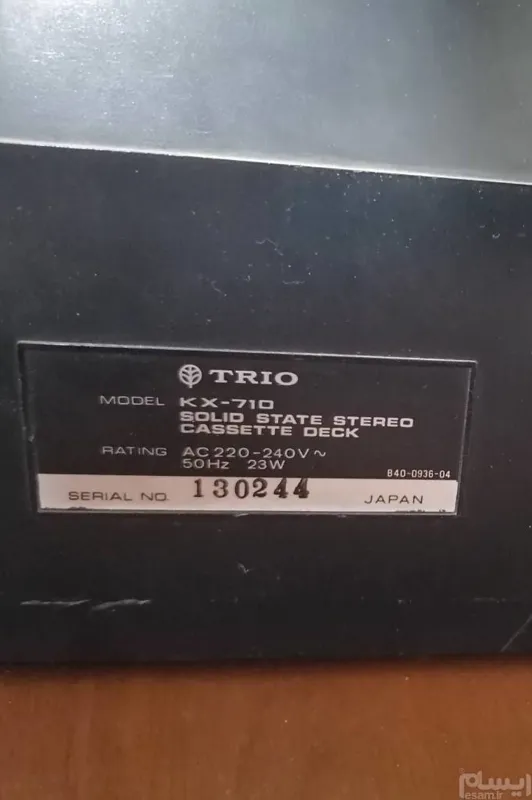 TRIO
MODEL KX-710
SOLID STATE STEREO
CASSETTE DECK
RATING AC 220-240V~
50Hz 23W
B40-0936-04
SERIAL NO. 130244 JAPAN
ایسام
esam.ir